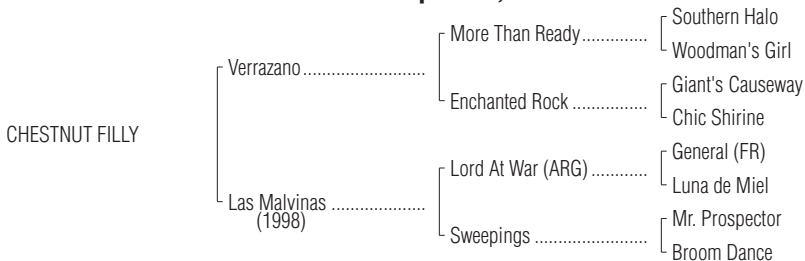 Southern Halo
More Than Ready..............
Woodman's Girl
Verrazano..........................
Giant's Causeway
Enchanted Rock ................
Chic Shirine
CHESTNUT FILLY
General (FR)
Lord At War (ARG) ............
Luna de Miel
Las Malvinas ....................
(1998)
Mr. Prospector
Sweepings ........................
Broom Dance